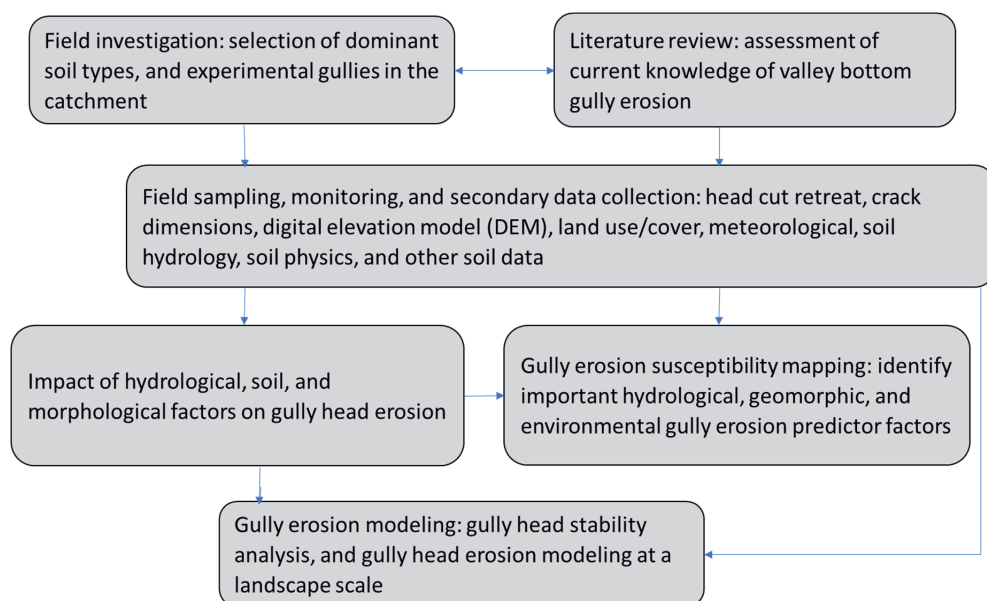 Field investigation: selection of dominant
soil types, and experimental gullies in the
catchment
Literature review: assessment of
current knowledge of valley bottom
gully erosion
Field sampling, monitoring, and secondary data collection: head cut retreat, crack
dimensions, digital elevation model (DEM), land use/cover, meteorological, soil
hydrology, soil physics, and other soil data
Impact of hydrological, soil, and
morphological factors on gully head erosion
Gully erosion susceptibility mapping: identify
important hydrological, geomorphic, and
environmental gully erosion predictor factors
Gully erosion modeling: gully head stability
analysis, and gully head erosion modeling at a
landscape scale